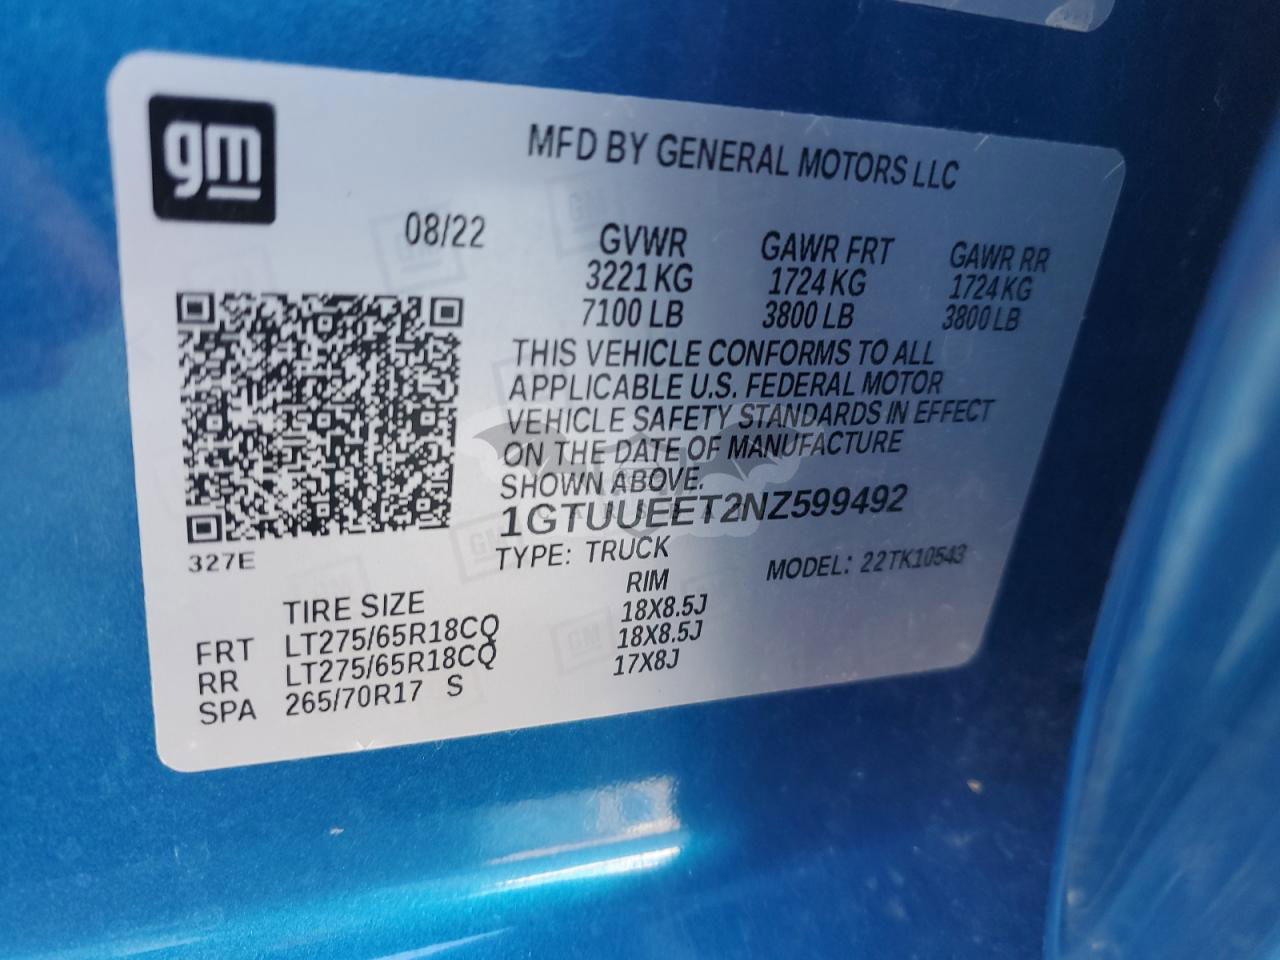 gm
MFD BY GENERAL MOTORS LLC
08/22
GVWR GAWR FRT GAWR RR
3221 KG 1724 KG 1724 KG
7100 LB 3800 LB 3800 LB
THIS VEHICLE CONFORMS TO ALL
APPLICABLE U.S. FEDERAL MOTOR
VEHICLE SAFETY STANDARDS IN EFFECT
ON THE DATE OF MANUFACTURE
SHOWN ABOVE.
1GTUUEET2NZ599492
327E
TYPE: TRUCK MODEL: 22TK10543
TIRE SIZE RIM
FRT LT275/65R18CQ 18X8.5J
RR LT275/65R18CQ 18X8.5J
SPA 265/70R17 S 17X8J